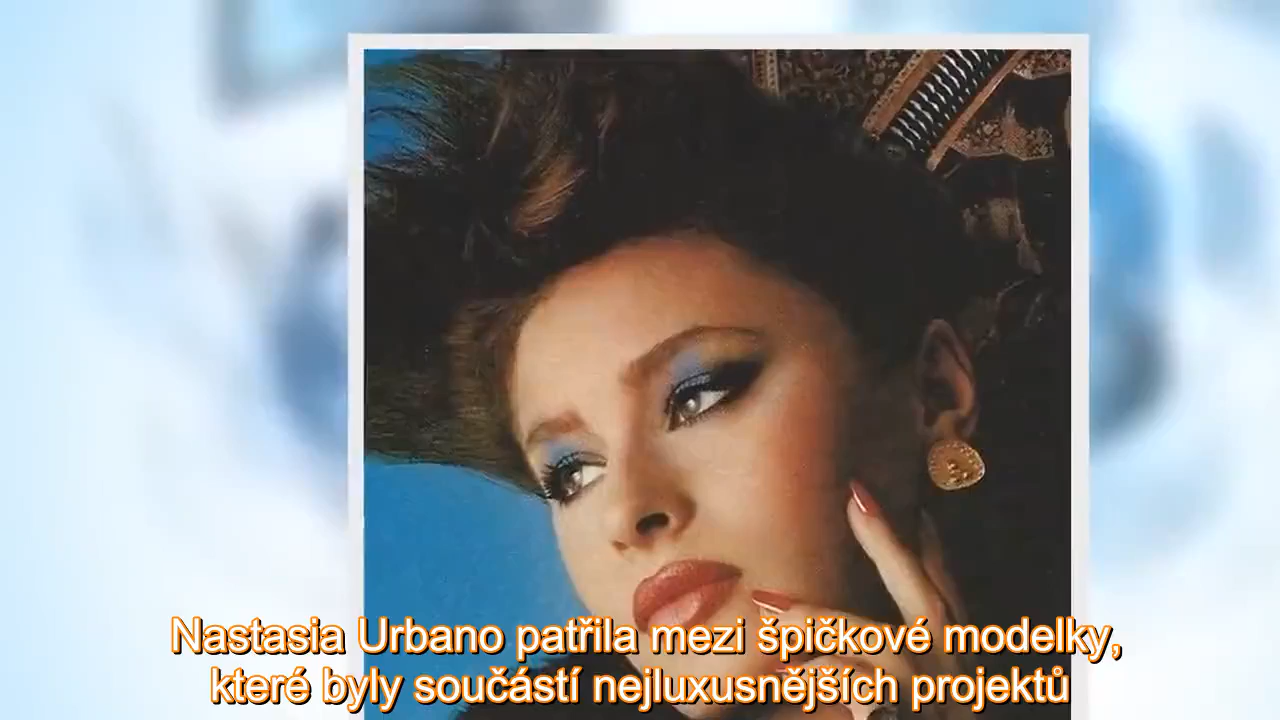 Nastasia Urbano patřila mezi špičkové modelky,
které byly součástí nejluxusnějších projektů